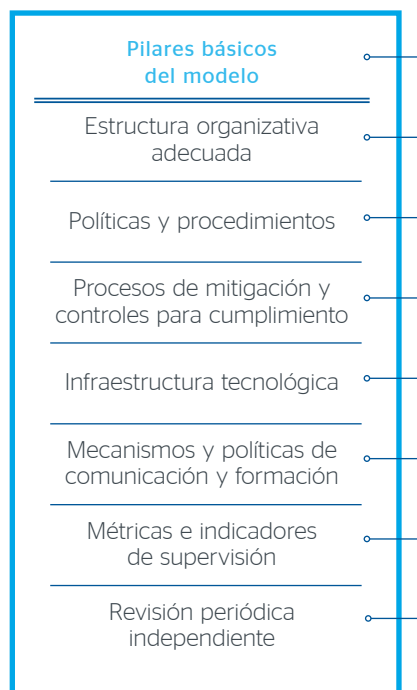 Pilares básicos
del modelo
Estructura organizativa
adecuada
Políticas y procedimientos
Procesos de mitigación y
controles para cumplimiento
Infraestructura tecnológica
Mecanismos y políticas de
comunicación y formación
Métricas e indicadores
de supervisión
Revisión periódica
independiente